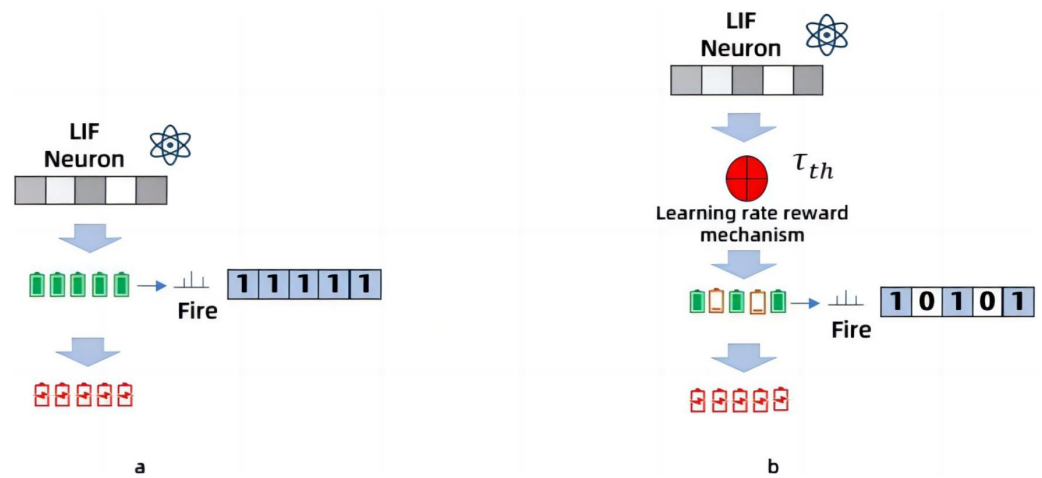 LIF
Neuron
1 1 1 1 1
Fire
a
LIF
Neuron
τth
Learning rate reward
mechanism
1 0 1 0 1
Fire
b